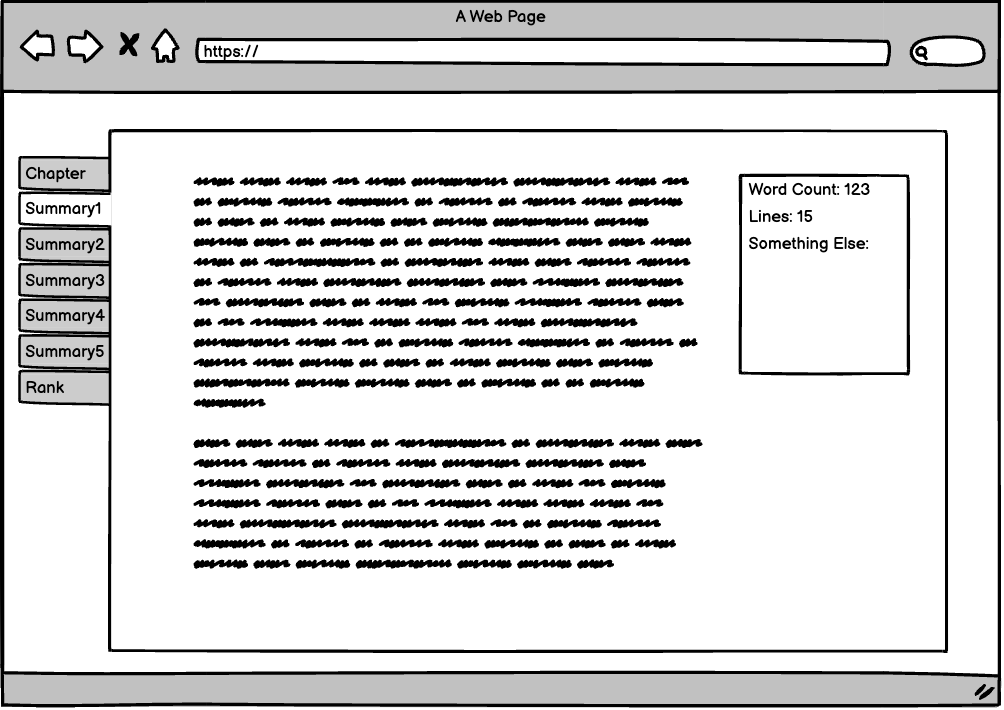 A Web Page
https://
Chapter
Summary1
Summary2
Summary3
Summary4
Summary5
Rank
Word Count: 123
Lines: 15
Something Else: